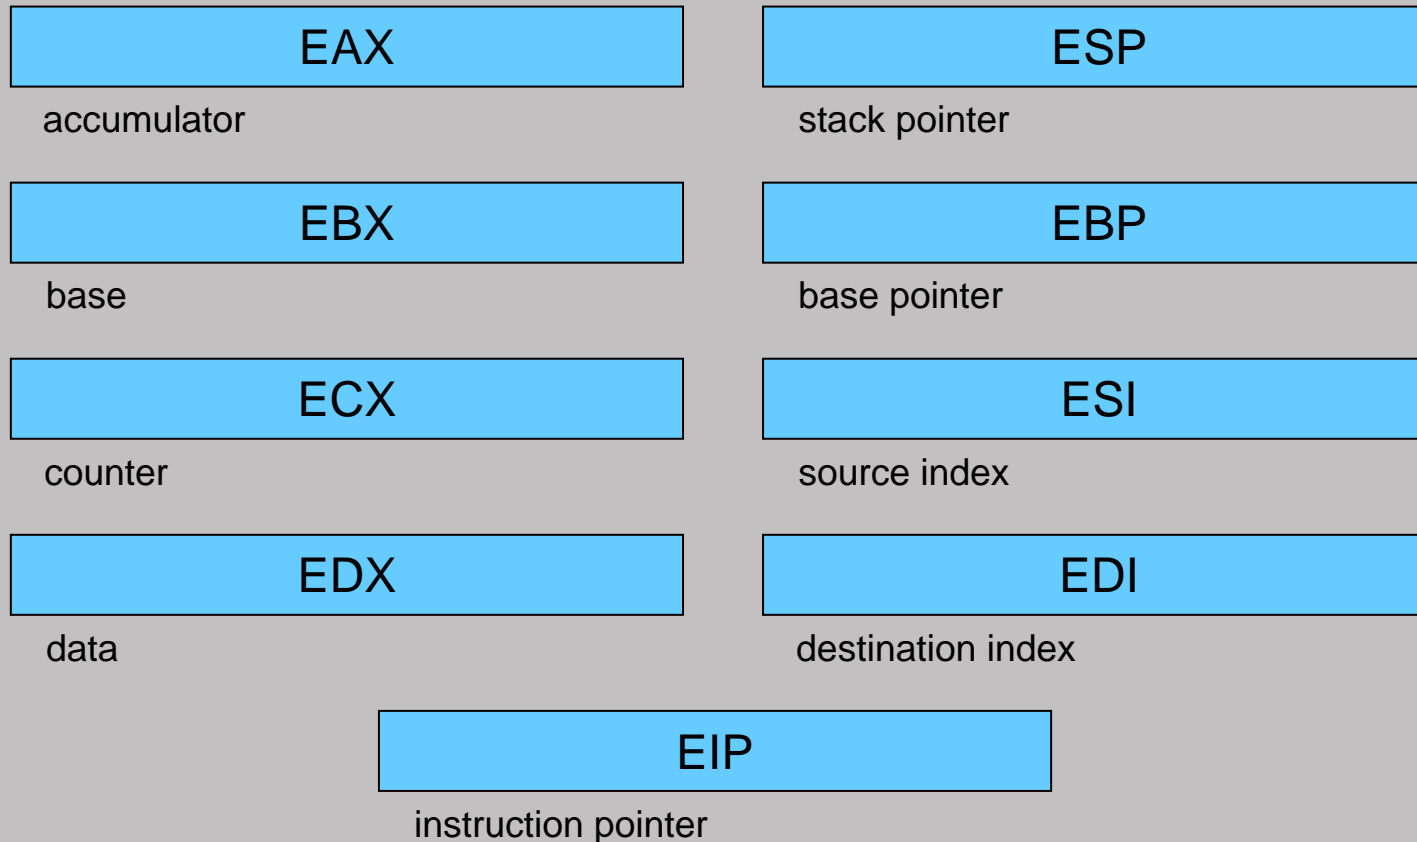 EAX
accumulator
ESP
stack pointer
EBX
base
EBP
base pointer
ECX
counter
ESI
source index
EDX
data
EDI
destination index
EIP
instruction pointer